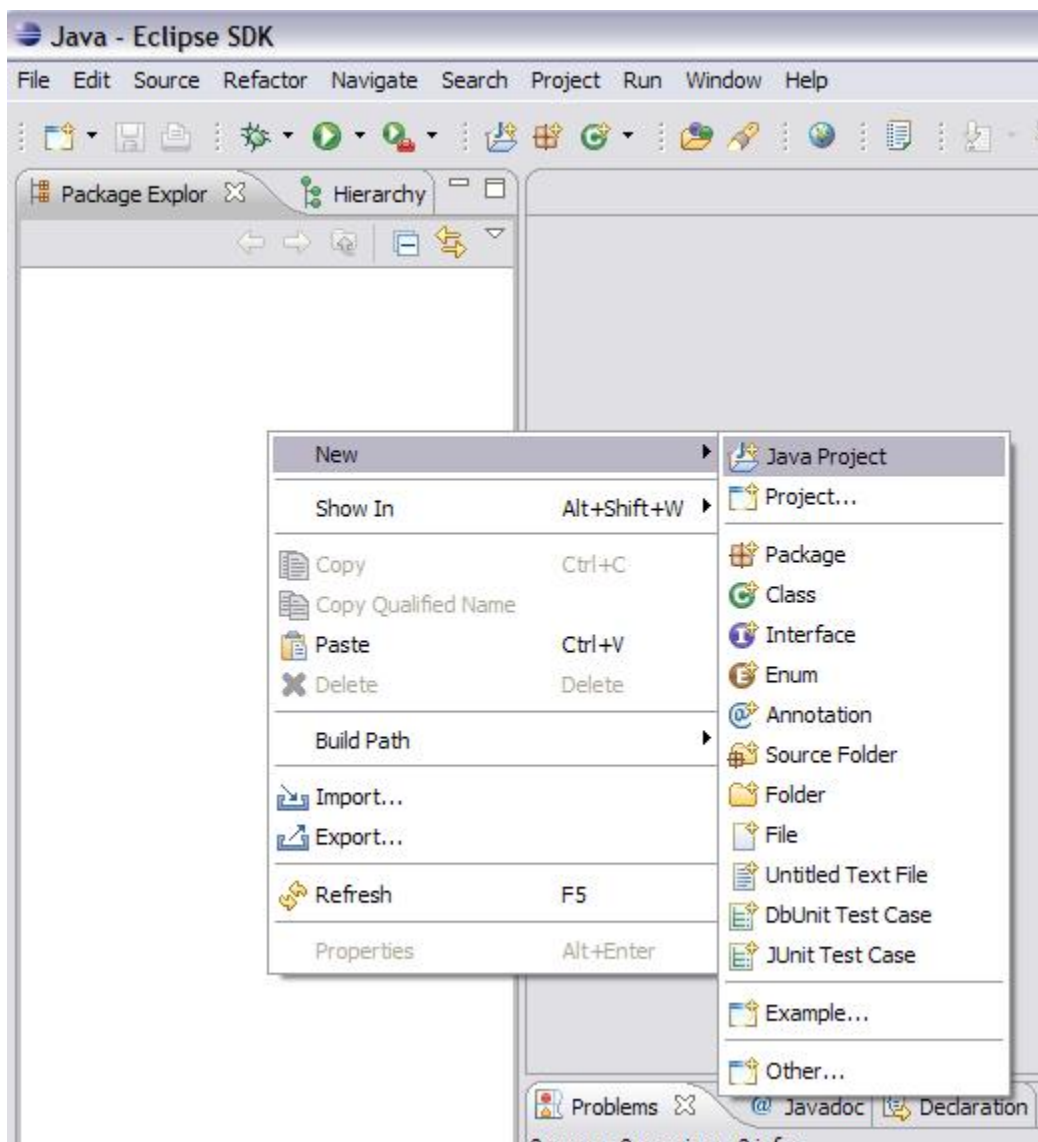 Java - Eclipse SDK
File Edit Source Refactor Navigate Search Project Run Window Help
Package Explor Hierarchy
New
Show In Alt+Shift+W
Copy Ctrl+C
Copy Qualified Name
Paste Ctrl+V
Delete Delete
Build Path
Import...
Export...
Refresh F5
Properties Alt+Enter
Java Project
Project...
Package
Class
Interface
Enum
Annotation
Source Folder
Folder
File
Untitled Text File
DbUnit Test Case
JUnit Test Case
Example...
Other...
Problems @ Javadoc Declaration